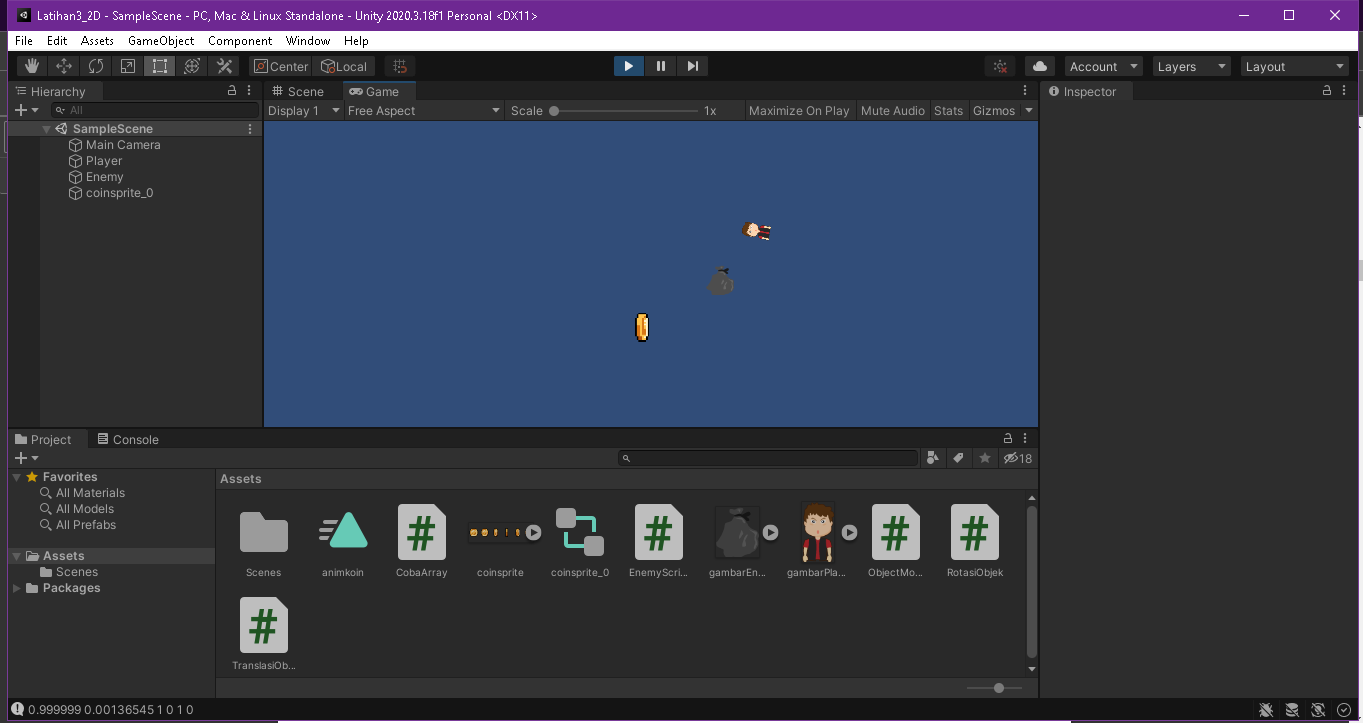 Latihan3_2D - SampleScene - PC, Mac & Linux Standalone - Unity 2020.3.18f1 Personal <DX11>
File Edit Assets GameObject Component Window Help
Center Local Account Layers Layout
Hierarchy Scene Game Inspector
All Display 1 Free Aspect Scale 1x Maximize On Play Mute Audio Stats Gizmos
SampleScene
Main Camera
Player
Enemy
coinsprite_0
Project Console
18
Favorites
All Materials
All Models
All Prefabs
Assets
Scenes
Packages
Assets
Scenes animkoin CobaArray coinsprite coinsprite_0 EnemyScri... gambarEn... gambarPla... ObjectMo... RotasiObjek
TranslasiOb...
0.999999 0.00136545 1 0 1 0